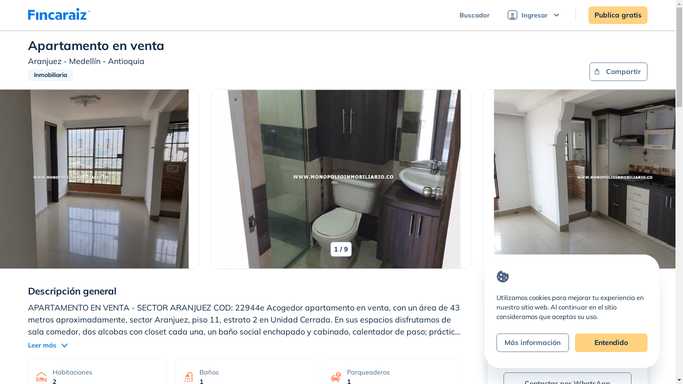 Fincaraiz
Buscador
Ingresar
Publica gratis
Apartamento en venta
Aranjuez - Medellín - Antioquia
Inmobiliaria
Compartir
WWW.MONOPOLIOINMOBILIARIO.CO
WWW.MONOPOLIOINMOBILIARIO.CO
WWW.MONOPOLIOINMOBILIARIO.CO
1 / 9
Descripción general
APARTAMENTO EN VENTA - SECTOR ARANJUEZ COD: 22944e Acogedor apartamento en venta, con un área de 43
metros aproximadamente, sector Aranjuez, piso 11, estrato 2 en Unidad Cerrada. En sus espacios disfrutamos de
sala comedor, dos alcobas con closet cada una, un baño social enchapado y cabinado, calentador de paso; práctic...
Leer más
Habitaciones
2
Baños
1
Parqueaderos
1
Utilizamos cookies para mejorar tu experiencia en
nuestro sitio web. Al continuar en el sitio
consideramos que aceptas su uso.
Más información
Entendido
Contactar por WhatsApp